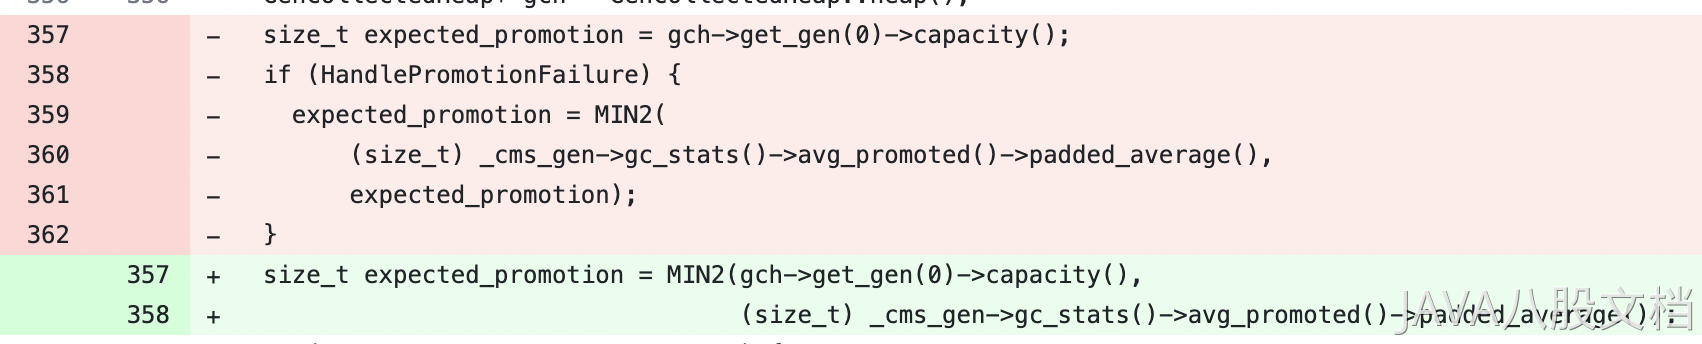 357 - size_t expected_promotion = gch->get_gen(0)->capacity();
358 - if (HandlePromotionFailure) {
359 - expected_promotion = MIN2(
360 - (size_t) _cms_gen->gc_stats()->avg_promoted()->padded_average(),
361 - expected_promotion);
362 - }
357 + size_t expected_promotion = MIN2(gch->get_gen(0)->capacity(),
358 + (size_t) _cms_gen->gc_stats()->avg_promoted()->padded_average());
JAVA八股文档